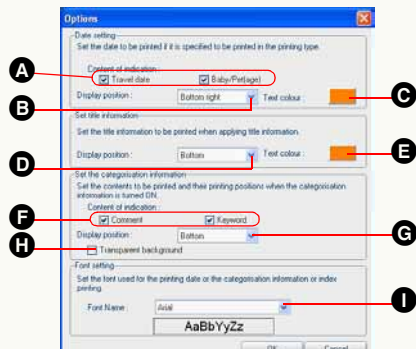 Options
Date setting
Set the date to be printed if it is specified to be printed in the printing type.
Content of indication :
A Travel date Baby/Pet(age)
Display position : Bottom right Text colour :
B C
Set title information
Set the title information to be printed when applying title information.
Display position : Bottom Text colour :
D E
Set the categorisation information
Set the contents to be printed and their printing positions when the categorisation
information is turned ON.
Content of indication :
F Comment Keyword
Display position : Bottom G
H Transparent background
Font setting
Set the font used for the printing date or the categorisation information or index
printing.
Font Name : Arial I
AaBbYyZz
OK Cancel